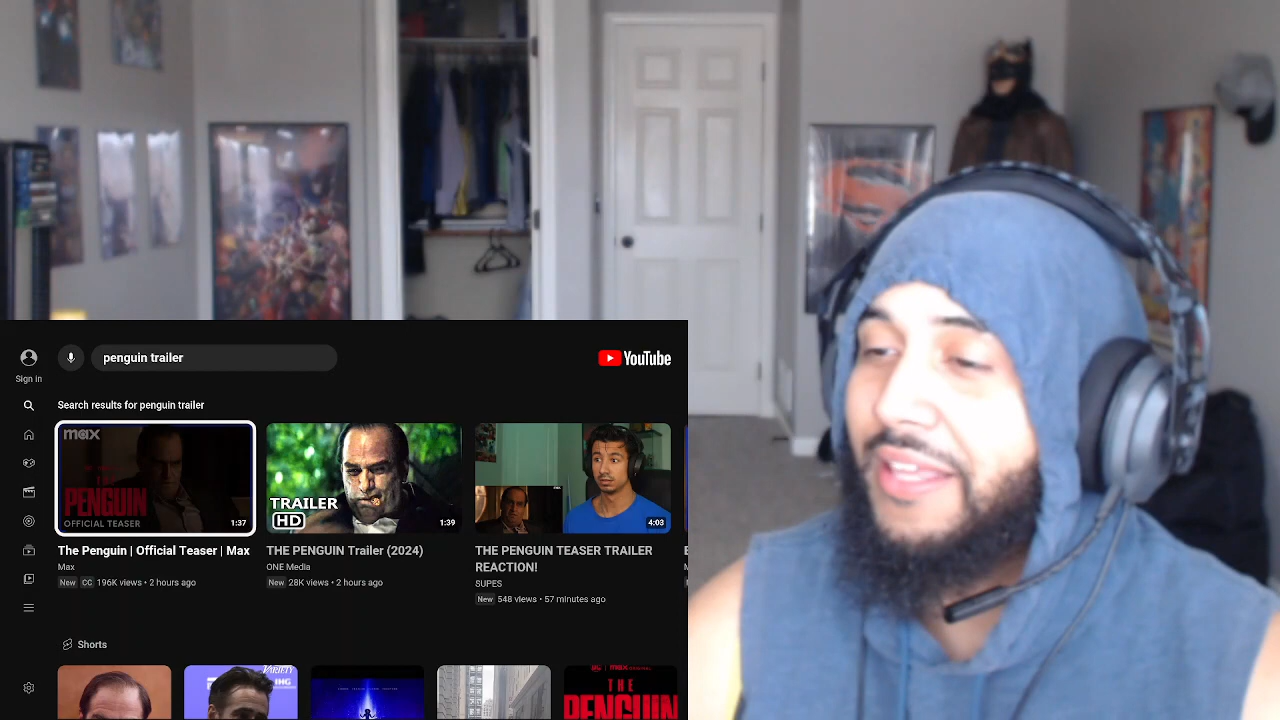 penguin trailer
YouTube
Sign in
Search results for penguin trailer
max
THE
PENGUIN
OFFICIAL TEASER
1:37
TRAILER
HD
1:39
4:03
The Penguin | Official Teaser | Max
Max
New CC 196K views • 2 hours ago
THE PENGUIN Trailer (2024)
ONE Media
New 28K views • 2 hours ago
THE PENGUIN TEASER TRAILER
REACTION!
SUPES
New 548 views • 57 minutes ago
Shorts
VARIETY
ING
DC | max
THE
PENGUIN